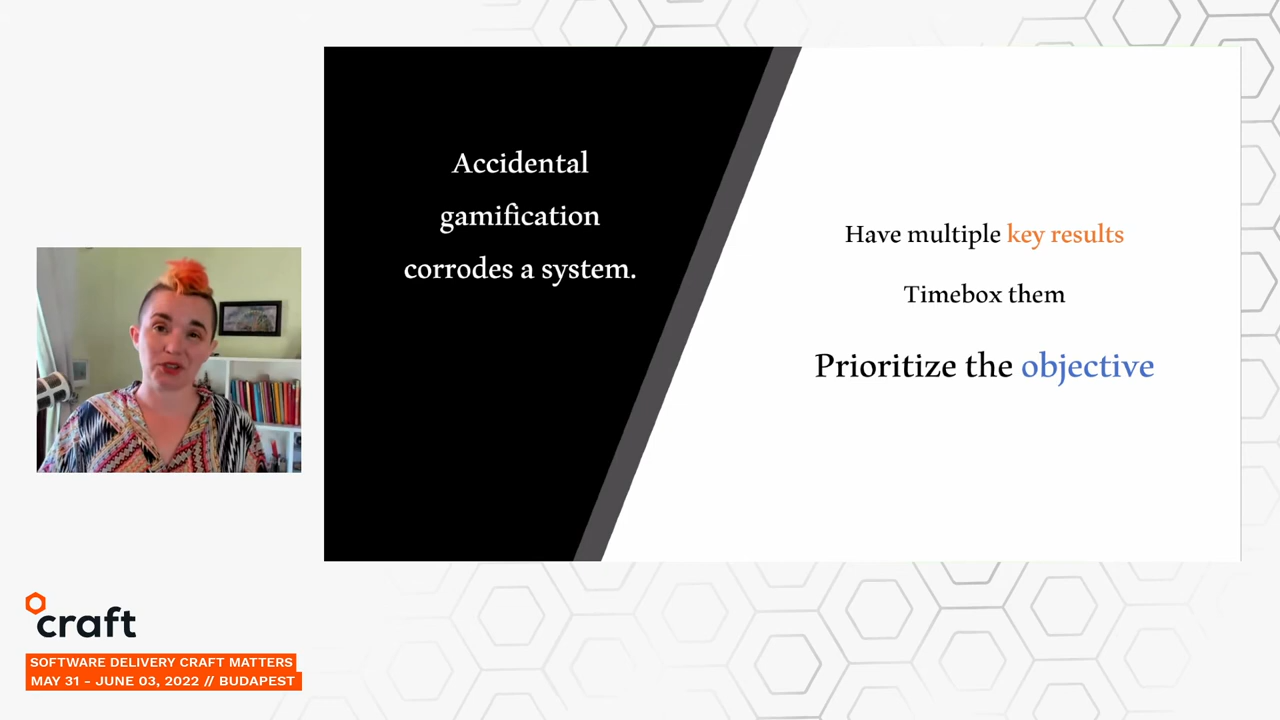 Accidental
gamification
corrodes a system.
Have multiple key results
Timebox them
Prioritize the objective
craft
SOFTWARE DELIVERY CRAFT MATTERS
MAY 31 - JUNE 03, 2022 // BUDAPEST